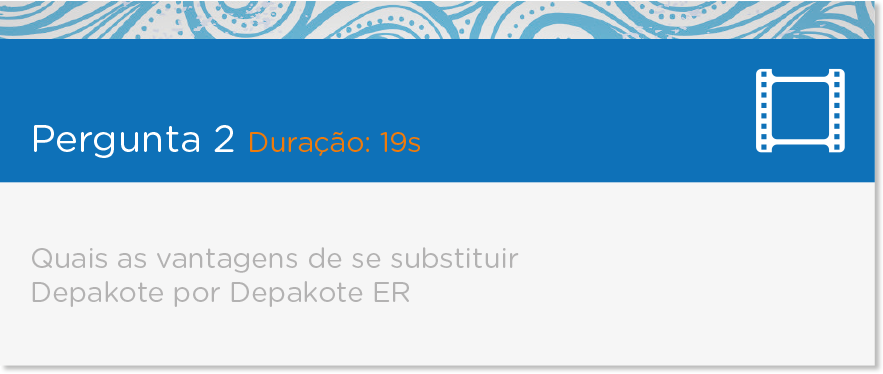 Pergunta 2 Duração: 19s
Quais as vantagens de se substituir
Depakote por Depakote ER